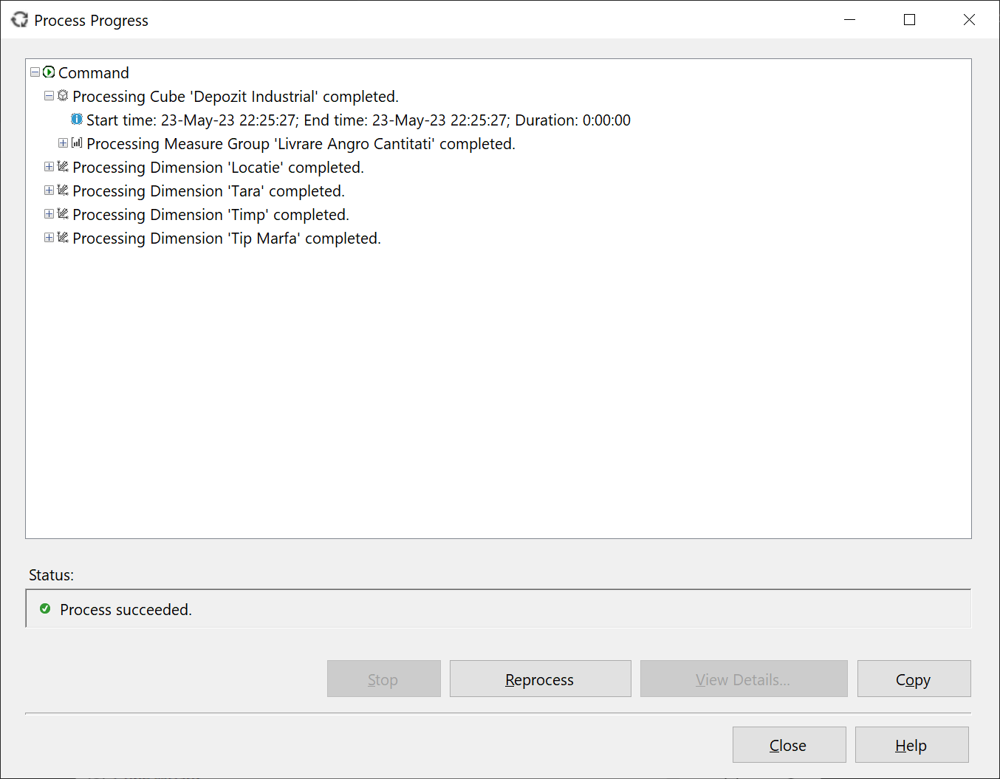 Process Progress
Command
Processing Cube 'Depozit Industrial' completed.
Start time: 23-May-23 22:25:27; End time: 23-May-23 22:25:27; Duration: 0:00:00
Processing Measure Group 'Livrare Angro Cantitati' completed.
Processing Dimension 'Locatie' completed.
Processing Dimension 'Tara' completed.
Processing Dimension 'Timp' completed.
Processing Dimension 'Tip Marfa' completed.
Status:
Process succeeded.
Stop Reprocess View Details... Copy
Close Help